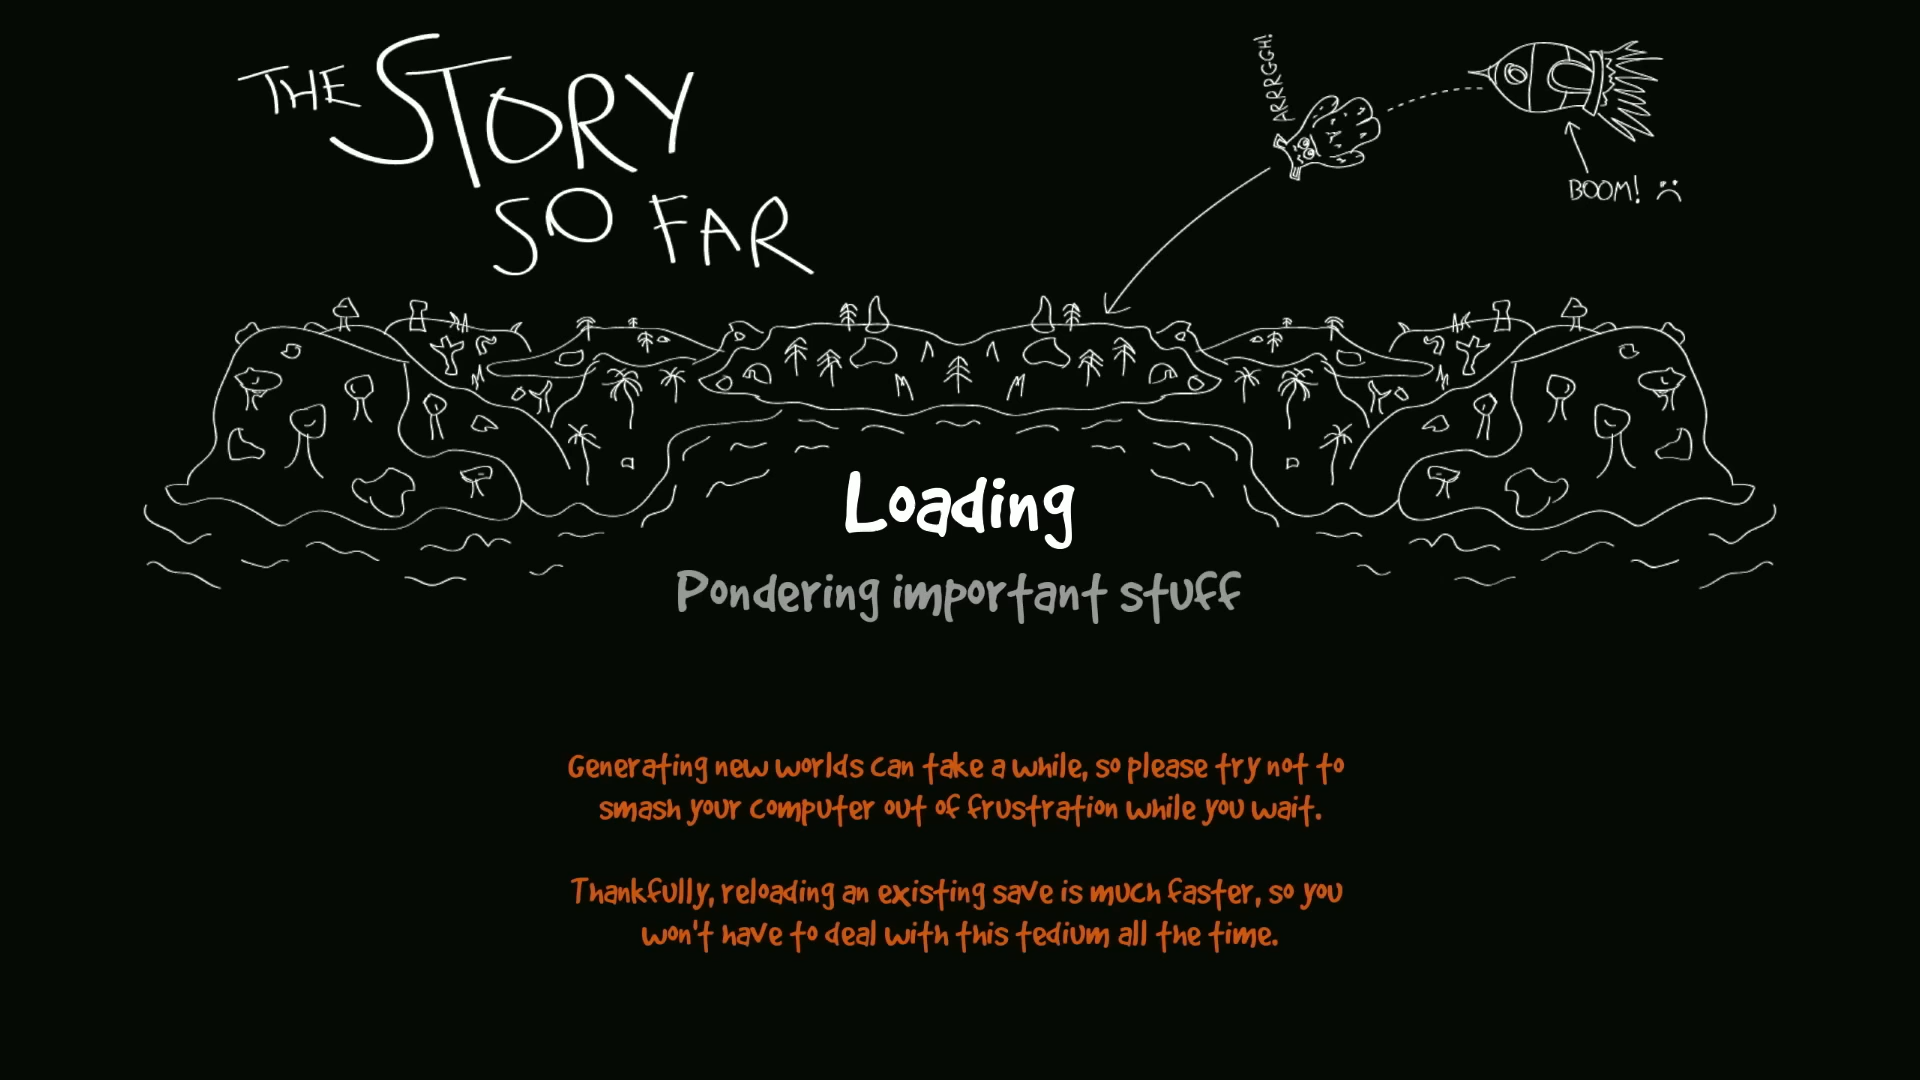 THE STORY
SO FAR
ARRRGGH!
BOOM! :(
Loading
Pondering important stuff
Generating new worlds can take a while, so please try not to
smash your computer out of frustration while you wait.
Thankfully, reloading an existing save is much faster, so you
won't have to deal with this tedium all the time.